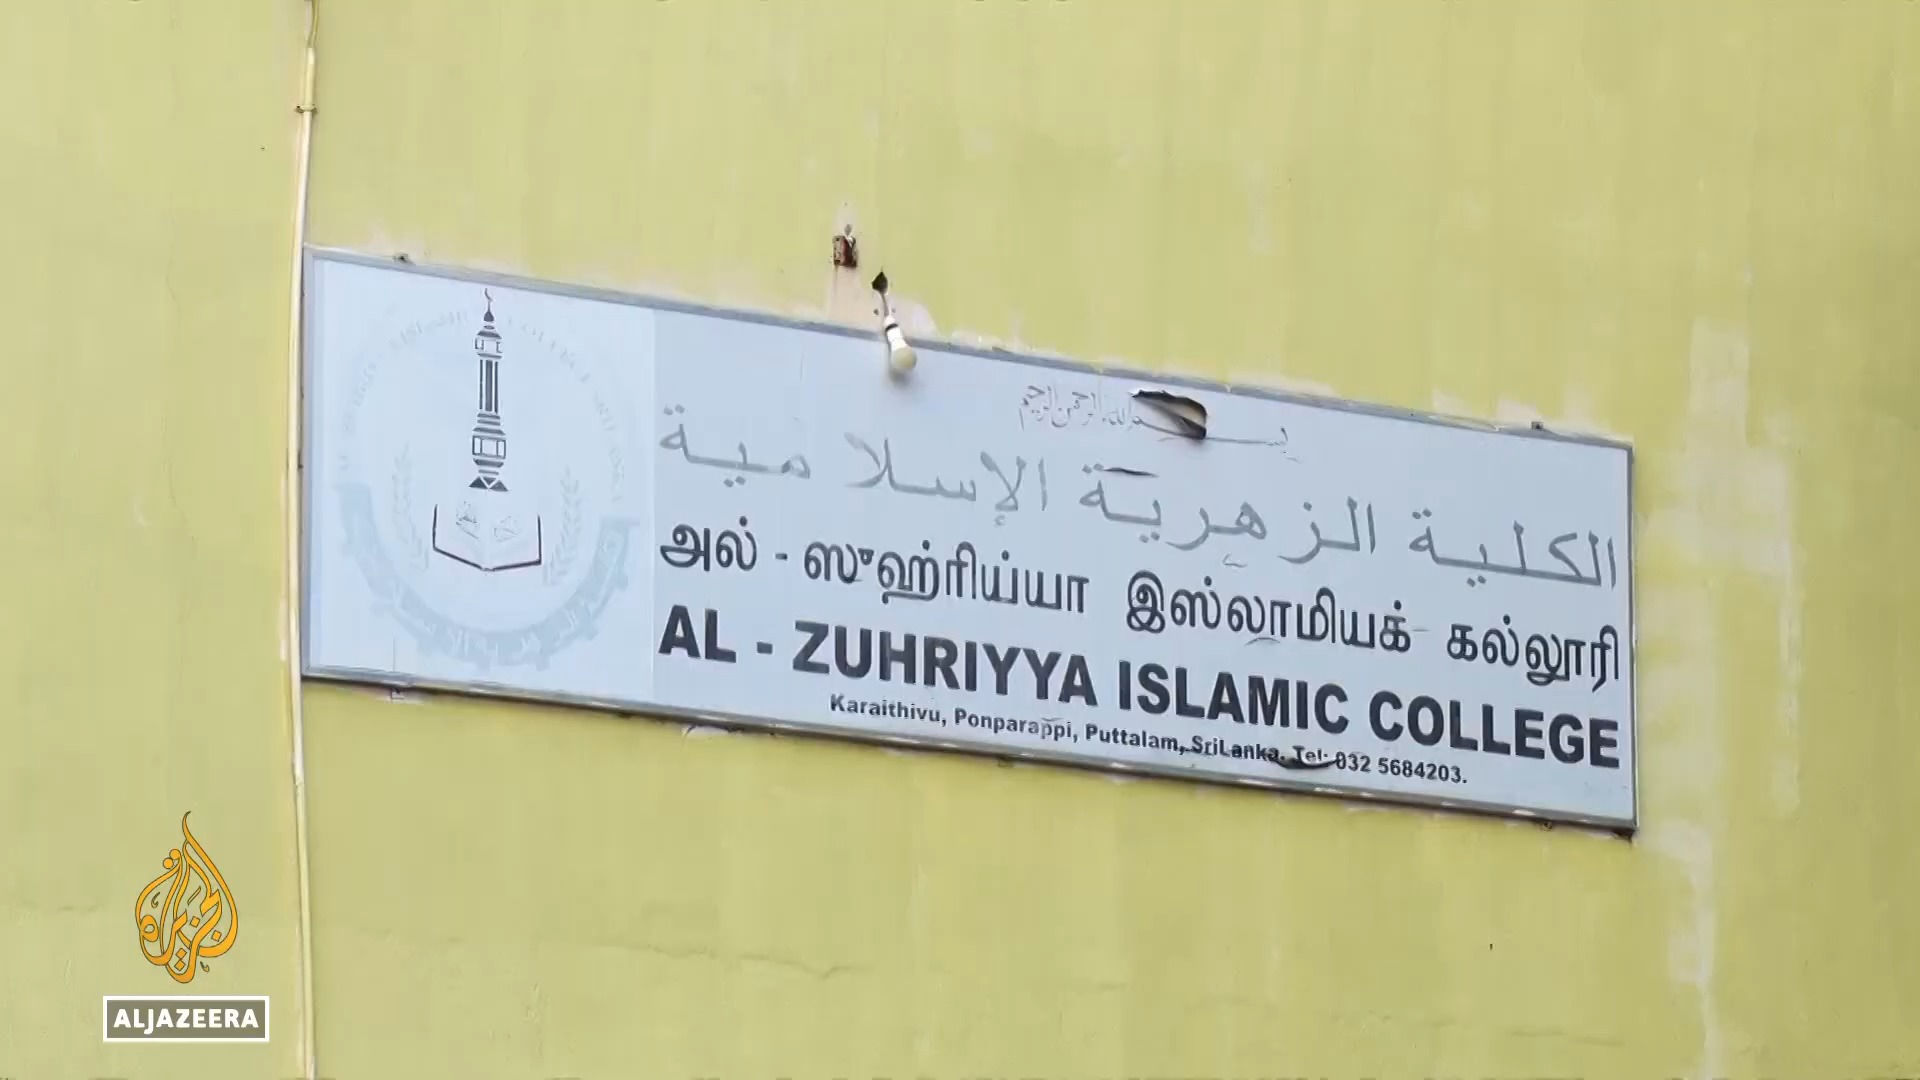 بسم الله الرحمن الرحيم
الكلية الزهرية الإسلامية
அல் - ஸுஹ்ரிய்யா இஸ்லாமியக் கல்லூரி
AL - ZUHRIYYA ISLAMIC COLLEGE
Karaithivu, Ponparappi, Puttalam, SriLanka. Tel: 032 5684203.
الجزيرة
ALJAZEERA